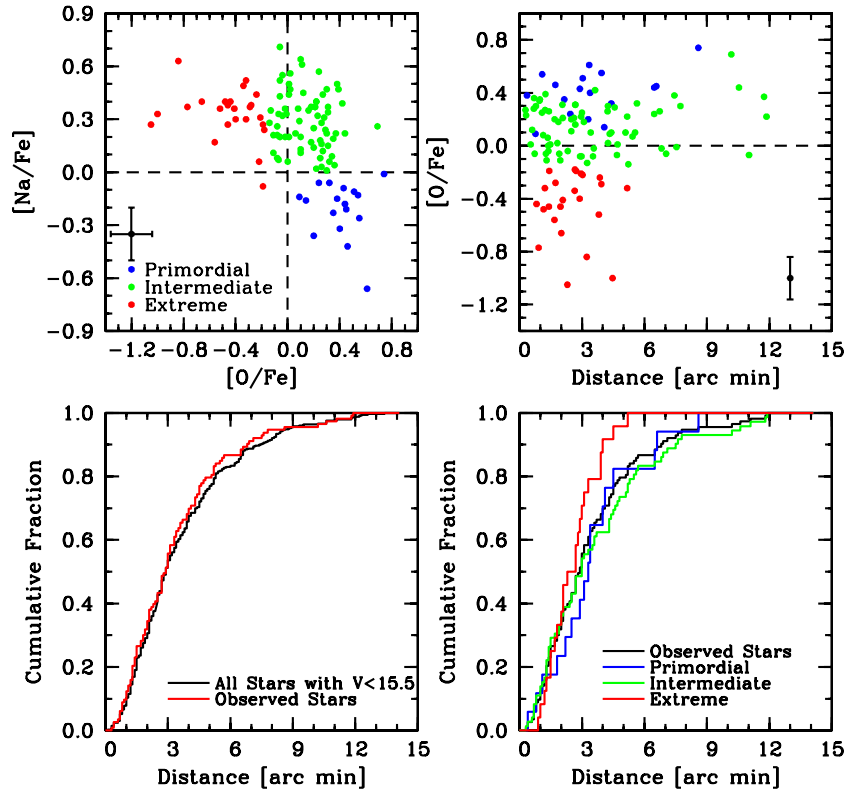 0.9
0.6
0.3
0.0
−0.3
−0.6
−0.9
[Na/Fe]
Primordial
Intermediate
Extreme
−1.2 −0.8 −0.4 0.0 0.4 0.8
[O/Fe]
0.8
0.4
0.0
−0.4
−0.8
−1.2
[O/Fe]
0 3 6 9 12 15
Distance [arc min]
1.0
0.8
0.6
0.4
0.2
0.0
Cumulative Fraction
All Stars with V<15.5
Observed Stars
0 3 6 9 12 15
Distance [arc min]
1.0
0.8
0.6
0.4
0.2
0.0
Cumulative Fraction
Observed Stars
Primordial
Intermediate
Extreme
0 3 6 9 12 15
Distance [arc min]